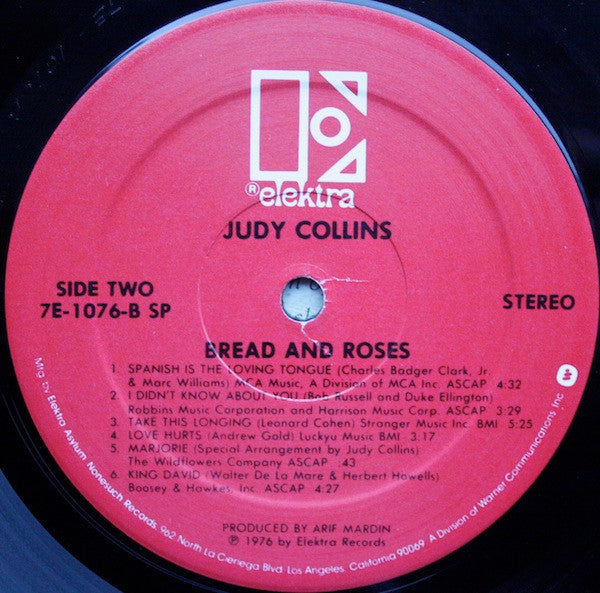 ® elektra
JUDY COLLINS
SIDE TWO
7E-1076-B SP
STEREO
BREAD AND ROSES
1. SPANISH IS THE LOVING TONGUE (Charles Badger Clark, Jr.
& Marc Williams) MCA Music, A Division of MCA Inc. ASCAP 4:32
2. I DIDN'T KNOW ABOUT YOU (Bob Russell and Duke Ellington)
Robbins Music Corporation and Harrison Music Corp. ASCAP 3:29
3. TAKE THIS LONGING (Leonard Cohen) Stranger Music Inc. BMI 5:25
4. LOVE HURTS (Andrew Gold) Luckyu Music BMI 3:17
5. MARJORIE (Special Arrangement by Judy Collins)
The Wildflowers Company ASCAP :43
6. KING DAVID (Walter De La Mare & Herbert Howells)
Boosey & Hawkes, Inc. ASCAP 4:27
PRODUCED BY ARIF MARDIN
℗ 1976 by Elektra Records
Mfg. by Elektra/Asylum/Nonesuch Records, 962 North La Cienega Blvd. Los Angeles, California 90069 A Division of Warner Communications Inc.